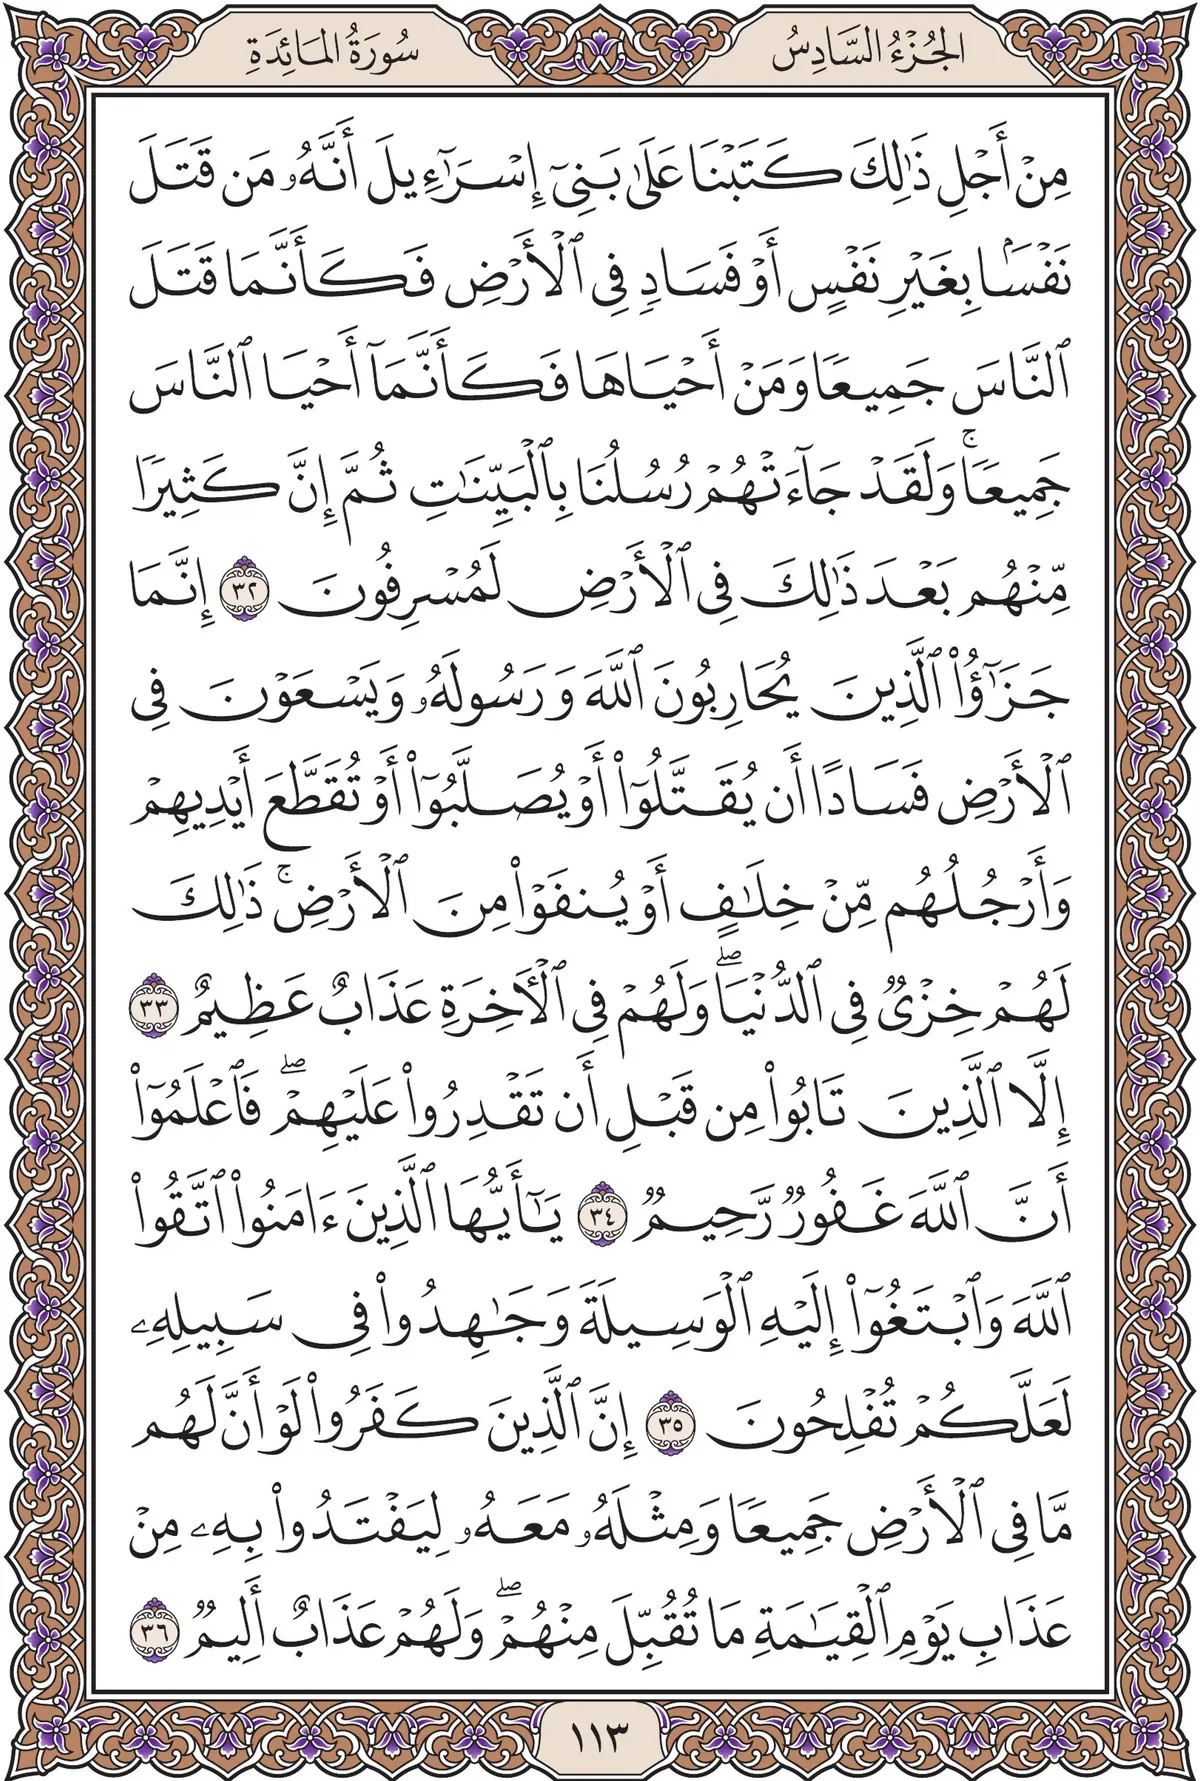 الجُزْءُ السَّادِسُ
سُورَةُ المَائِدَةِ
مِنۡ أَجۡلِ ذَٰلِكَ كَتَبۡنَا عَلَىٰ بَنِيٓ إِسۡرَـٰٓءِيلَ أَنَّهُۥ مَن قَتَلَ
نَفۡسَۢا بِغَيۡرِ نَفۡسٍ أَوۡ فَسَادٖ فِي ٱلۡأَرۡضِ فَكَأَنَّمَا قَتَلَ
ٱلنَّاسَ جَمِيعٗا وَمَنۡ أَحۡيَاهَا فَكَأَنَّمَآ أَحۡيَا ٱلنَّاسَ
جَمِيعٗاۚ وَلَقَدۡ جَآءَتۡهُمۡ رُسُلُنَا بِٱلۡبَيِّنَٰتِ ثُمَّ إِنَّ كَثِيرٗا
مِّنۡهُم بَعۡدَ ذَٰلِكَ فِي ٱلۡأَرۡضِ لَمُسۡرِفُونَ ٣٢ إِنَّمَا
جَزَـٰٓؤُاْ ٱلَّذِينَ يُحَارِبُونَ ٱللَّهَ وَرَسُولَهُۥ وَيَسۡعَوۡنَ فِي
ٱلۡأَرۡضِ فَسَادًا أَن يُقَتَّلُوٓاْ أَوۡ يُصَلَّبُوٓاْ أَوۡ تُقَطَّعَ أَيۡدِيهِمۡ
وَأَرۡجُلُهُم مِّنۡ خِلَٰفٍ أَوۡ يُنفَوۡاْ مِنَ ٱلۡأَرۡضِۚ ذَٰلِكَ
لَهُمۡ خِزۡيٞ فِي ٱلدُّنۡيَاۖ وَلَهُمۡ فِي ٱلۡأٓخِرَةِ عَذَابٌ عَظِيمٌ ٣٣
إِلَّا ٱلَّذِينَ تَابُواْ مِن قَبۡلِ أَن تَقۡدِرُواْ عَلَيۡهِمۡۖ فَٱعۡلَمُوٓاْ
أَنَّ ٱللَّهَ غَفُورٞ رَّحِيمٞ ٣٤ يَـٰٓأَيُّهَا ٱلَّذِينَ ءَامَنُواْ ٱتَّقُواْ
ٱللَّهَ وَٱبۡتَغُوٓاْ إِلَيۡهِ ٱلۡوَسِيلَةَ وَجَٰهِدُواْ فِي سَبِيلِهِۦ
لَعَلَّكُمۡ تُفۡلِحُونَ ٣٥ إِنَّ ٱلَّذِينَ كَفَرُواْ لَوۡ أَنَّ لَهُم
مَّا فِي ٱلۡأَرۡضِ جَمِيعٗا وَمِثۡلَهُۥ مَعَهُۥ لِيَفۡتَدُواْ بِهِۦ مِنۡ
عَذَابِ يَوۡمِ ٱلۡقِيَٰمَةِ مَا تُقُبِّلَ مِنۡهُمۡۖ وَلَهُمۡ عَذَابٌ أَلِيمٞ ٣٦
١١٣